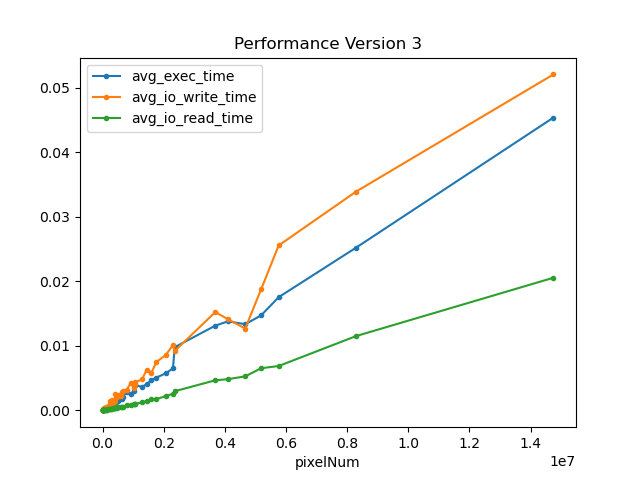 Performance Version 3
avg_exec_time
avg_io_write_time
avg_io_read_time
0.05
0.04
0.03
0.02
0.01
0.00
0.0 0.2 0.4 0.6 0.8 1.0 1.2 1.4
1e7
pixelNum